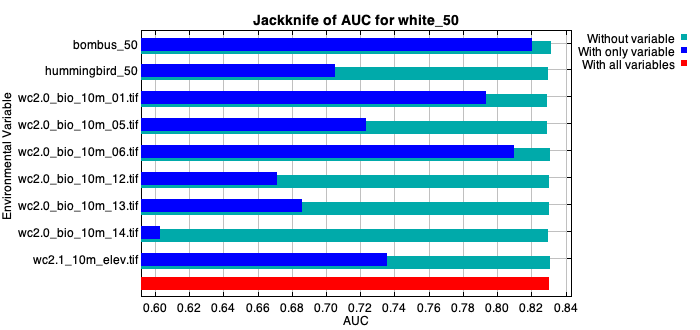 Jackknife of AUC for white_50
Without variable
With only variable
With all variables
Environmental Variable
bombus_50
hummingbird_50
wc2.0_bio_10m_01.tif
wc2.0_bio_10m_05.tif
wc2.0_bio_10m_06.tif
wc2.0_bio_10m_12.tif
wc2.0_bio_10m_13.tif
wc2.0_bio_10m_14.tif
wc2.1_10m_elev.tif
0.60 0.62 0.64 0.66 0.68 0.70 0.72 0.74 0.76 0.78 0.80 0.82 0.84
AUC